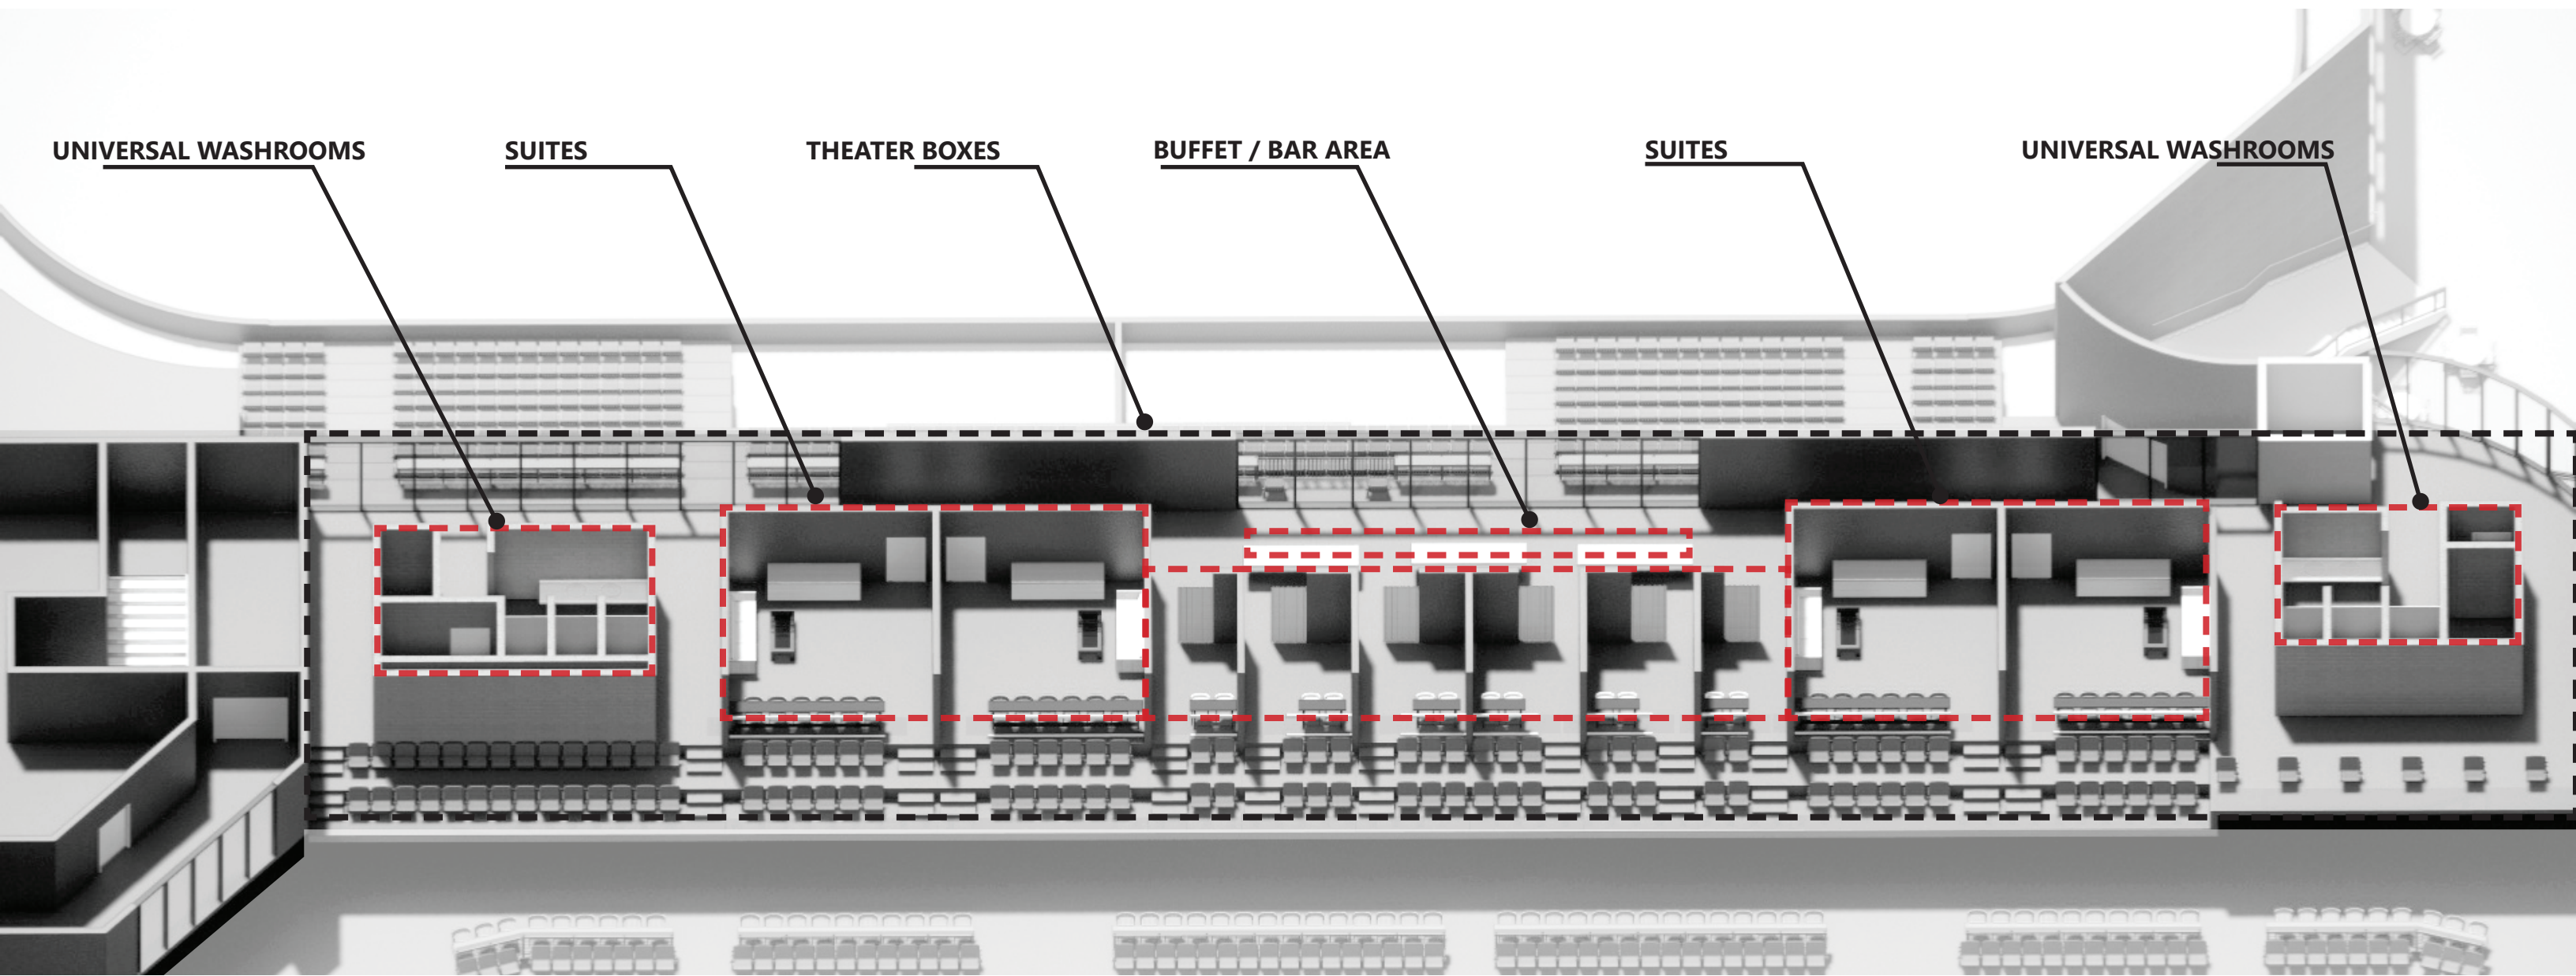 UNIVERSAL WASHROOMS
SUITES
THEATER BOXES
BUFFET / BAR AREA
SUITES
UNIVERSAL WASHROOMS